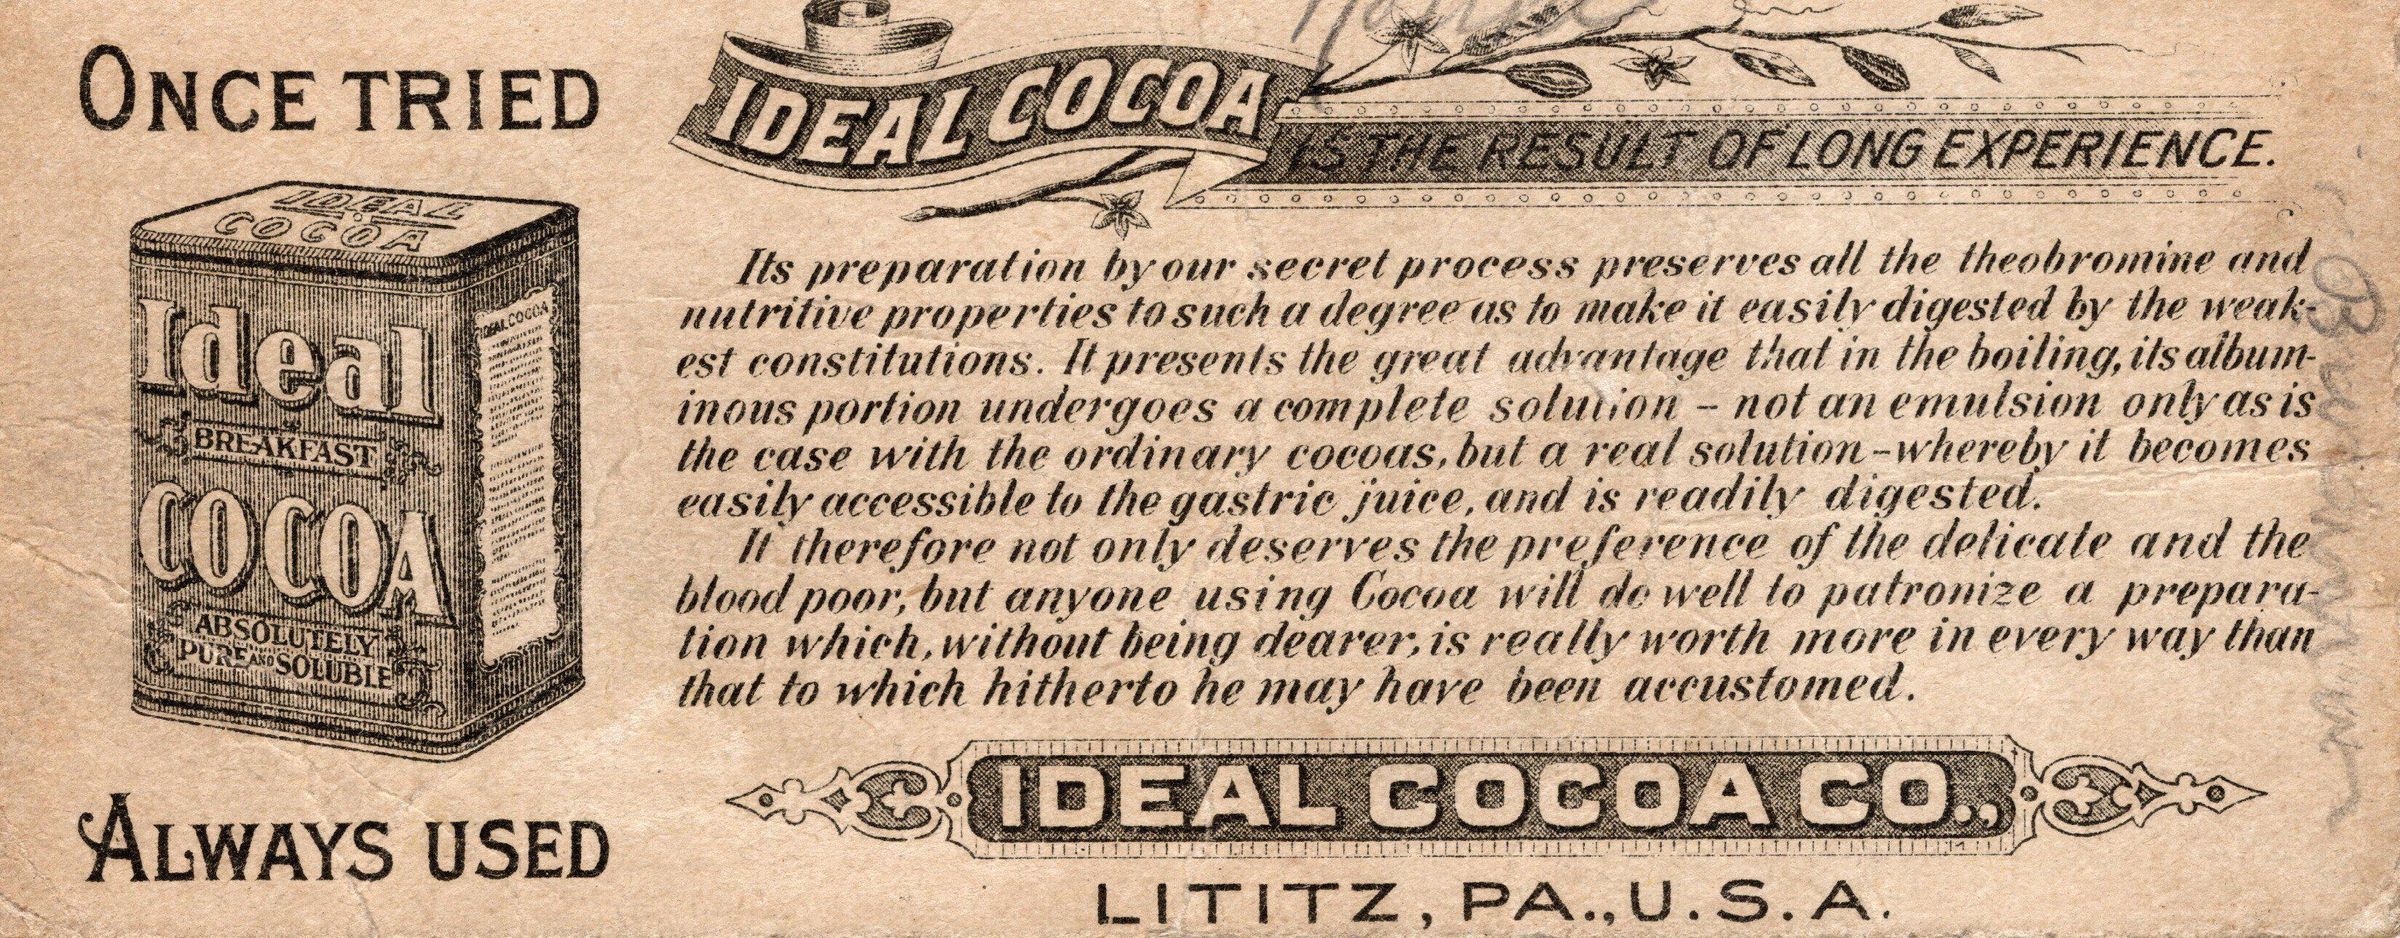 ONCE TRIED
IDEAL
COCOA
Ideal
BREAKFAST
COCOA
ABSOLUTELY
PURE AND SOLUBLE
IDEAL COCOA
ALWAYS USED
IDEAL COCOA
IS THE RESULT OF LONG EXPERIENCE.
Its preparation by our secret process preserves all the theobromine and
nutritive properties to such a degree as to make it easily digested by the weak-
est constitutions. It presents the great advantage that in the boiling, its album-
inous portion undergoes a complete solution – not an emulsion only as is
the case with the ordinary cocoas, but a real solution – whereby it becomes
easily accessible to the gastric juice, and is readily digested.
It therefore not only deserves the preference of the delicate and the
blood poor, but anyone using Cocoa will do well to patronize a prepara-
tion which, without being dearer, is really worth more in every way than
that to which hitherto he may have been accustomed.
IDEAL COCOA CO.,
LITITZ, PA., U.S.A.